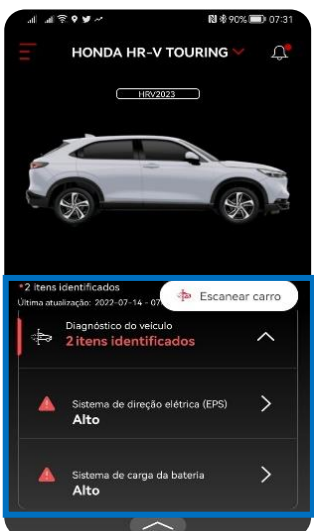 90% 07:31
HONDA HR-V TOURING
HRV2023
*2 itens identificados
Última atualização: 2022-07-14 - 07
Escanear carro
Diagnóstico do veículo
2 itens identificados
Sistema de direção elétrica (EPS)
Alto
Sistema de carga da bateria
Alto